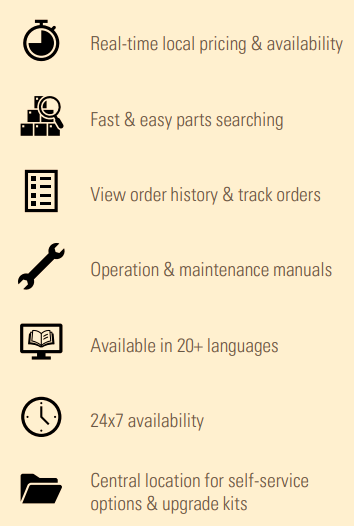 Real-time local pricing & availability
Fast & easy parts searching
View order history & track orders
Operation & maintenance manuals
Available in 20+ languages
24x7 availability
Central location for self-service
options & upgrade kits